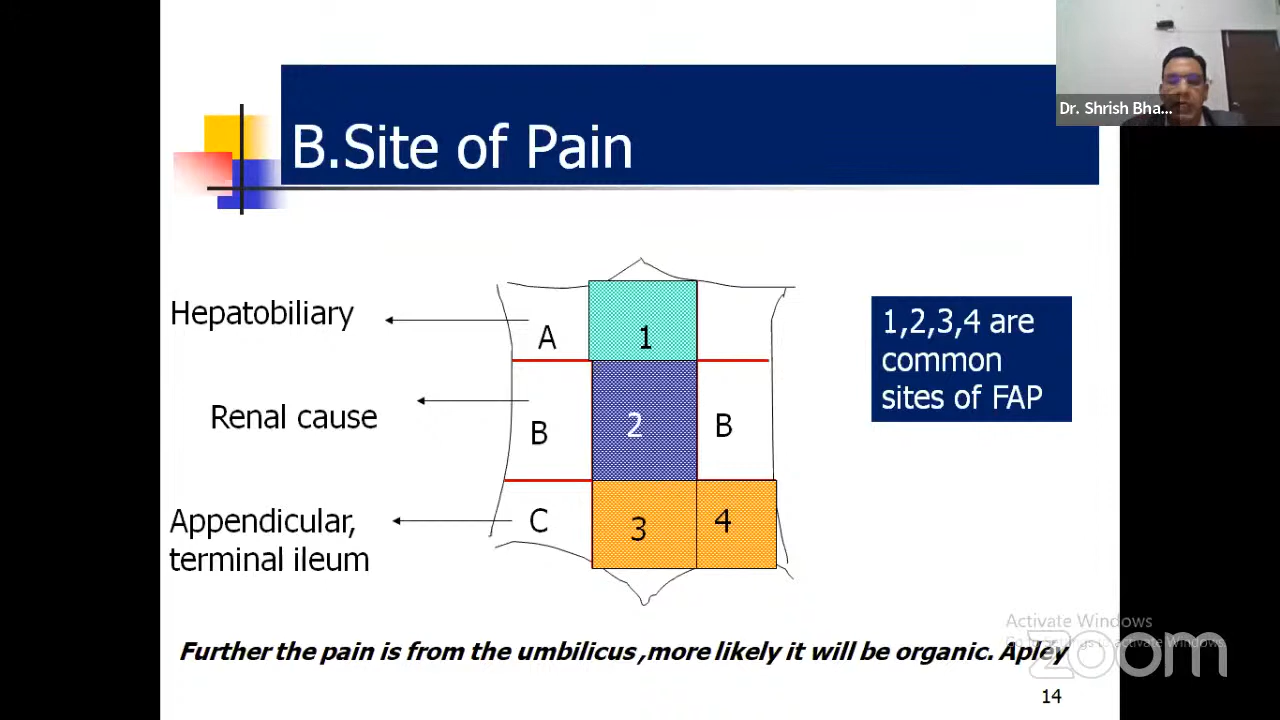 Dr. Shrish Bha...
B.Site of Pain
Hepatobiliary
A
1
1,2,3,4 are
common
sites of FAP
Renal cause
B
2
B
Appendicular,
terminal ileum
C
3
4
Activate Windows
Further the pain is from the umbilicus ,more likely it will be organic. Apley
zoom
14